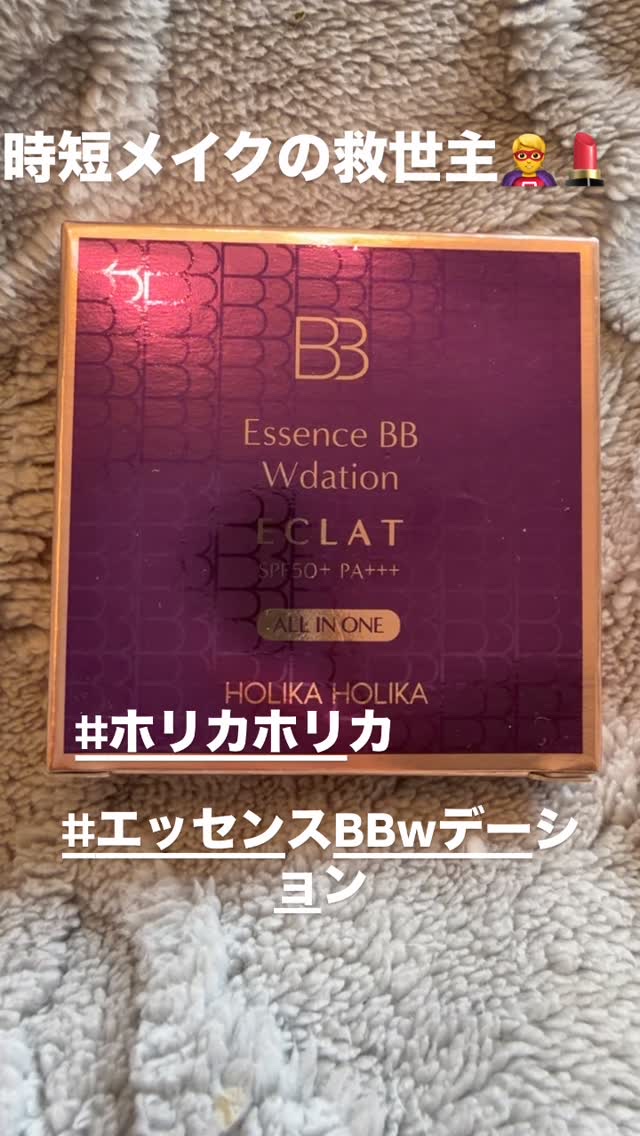 時短メイクの救世主🦸💄
BB
Essence BB
Wdation
ECLAT
SPF50+ PA+++
ALL IN ONE
HOLIKA HOLIKA
#ホリカホリカ
#エッセンスBBwデーシ
ョン